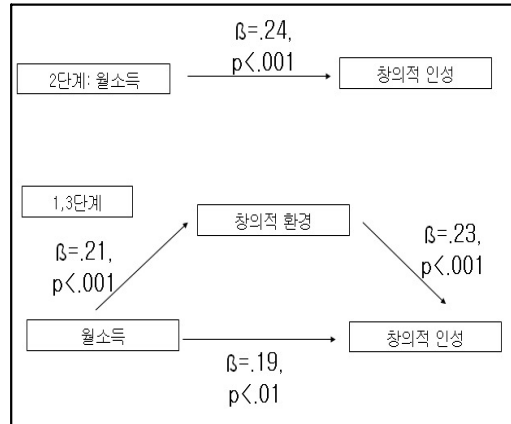 ß=.24,
p<.001
2단계: 월소득
창의적 인성
1,3단계
창의적 환경
ß=.21,
p<.001
ß=.23,
p<.001
월소득
창의적 인성
ß=.19,
p<.01